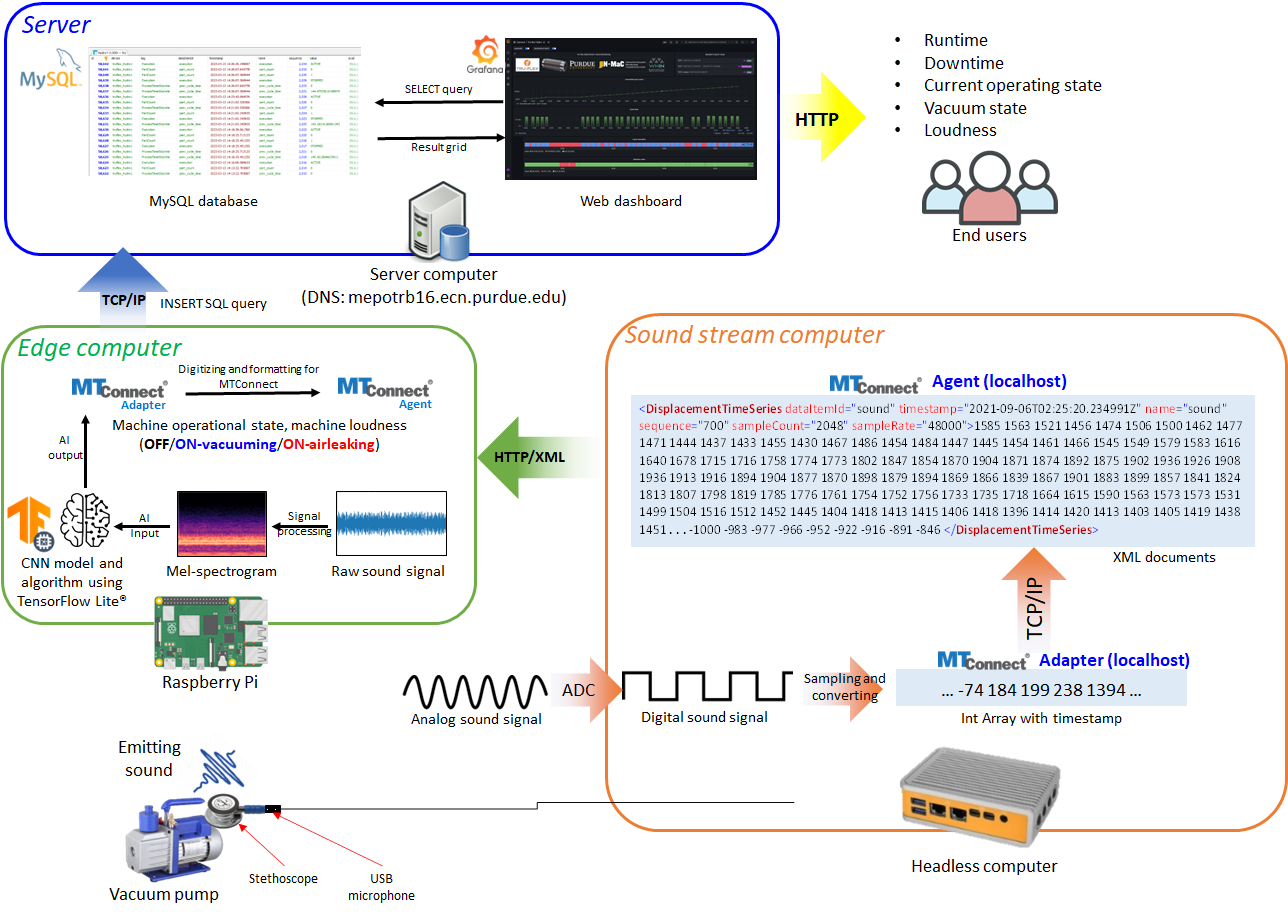 Server
MySQL
Grafana
SELECT query
Result grid
MySQL database
Web dashboard
PURDUE
HTTP
• Runtime
• Downtime
• Current operating state
• Vacuum state
• Loudness
End users
Server computer
(DNS: mepotrb16.ecn.purdue.edu)
TCP/IP
INSERT SQL query
Edge computer
MTConnect®
Adapter
Digitizing and formatting for
MTConnect
MTConnect®
Agent
Machine operational state, machine loudness
(OFF/ON-vacuuming/ON-airleaking)
AI
output
AI
Input
Signal
processing
CNN model and
algorithm using
TensorFlow Lite®
Mel-spectrogram
Raw sound signal
Raspberry Pi
HTTP/XML
Sound stream computer
MTConnect® Agent (localhost)
<DisplacementTimeSeries dataItemId="sound" timestamp="2021-09-06T02:25:20.234991Z" name="sound"
sequence="700" sampleCount="2048" sampleRate="48000">1585 1563 1521 1456 1474 1506 1500 1462 1477
1471 1444 1437 1433 1455 1430 1467 1486 1454 1484 1447 1445 1454 1461 1466 1545 1549 1579 1583 1616
1640 1678 1715 1716 1758 1774 1773 1802 1847 1854 1870 1904 1871 1874 1892 1875 1902 1936 1926 1908
1936 1913 1916 1894 1904 1877 1870 1898 1879 1894 1869 1866 1839 1867 1901 1883 1899 1857 1841 1824
1813 1807 1798 1819 1785 1776 1761 1754 1752 1756 1733 1735 1718 1664 1615 1590 1563 1573 1573 1531
1499 1504 1516 1512 1452 1445 1404 1418 1413 1415 1406 1418 1396 1414 1420 1413 1403 1405 1419 1438
1451 . . . -1000 -983 -977 -966 -952 -922 -916 -891 -846 </DisplacementTimeSeries>
XML documents
TCP/IP
MTConnect® Adapter (localhost)
... -74 184 199 238 1394 ...
Int Array with timestamp
Analog sound signal
ADC
Digital sound signal
Sampling and
converting
Emitting
sound
Stethoscope
USB
microphone
Vacuum pump
Headless computer